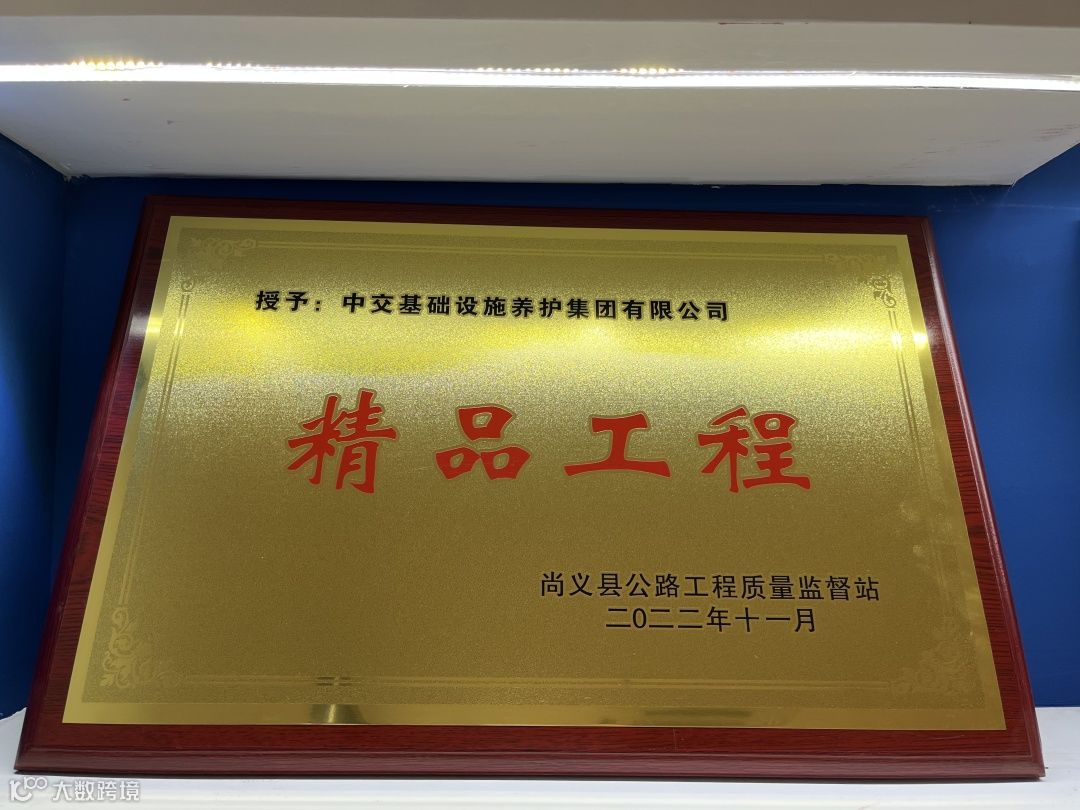 授予：中交基础设施养护集团有限公司
精品工程
尚义县公路工程质量监督站
二0二二年十一月
大数跨境